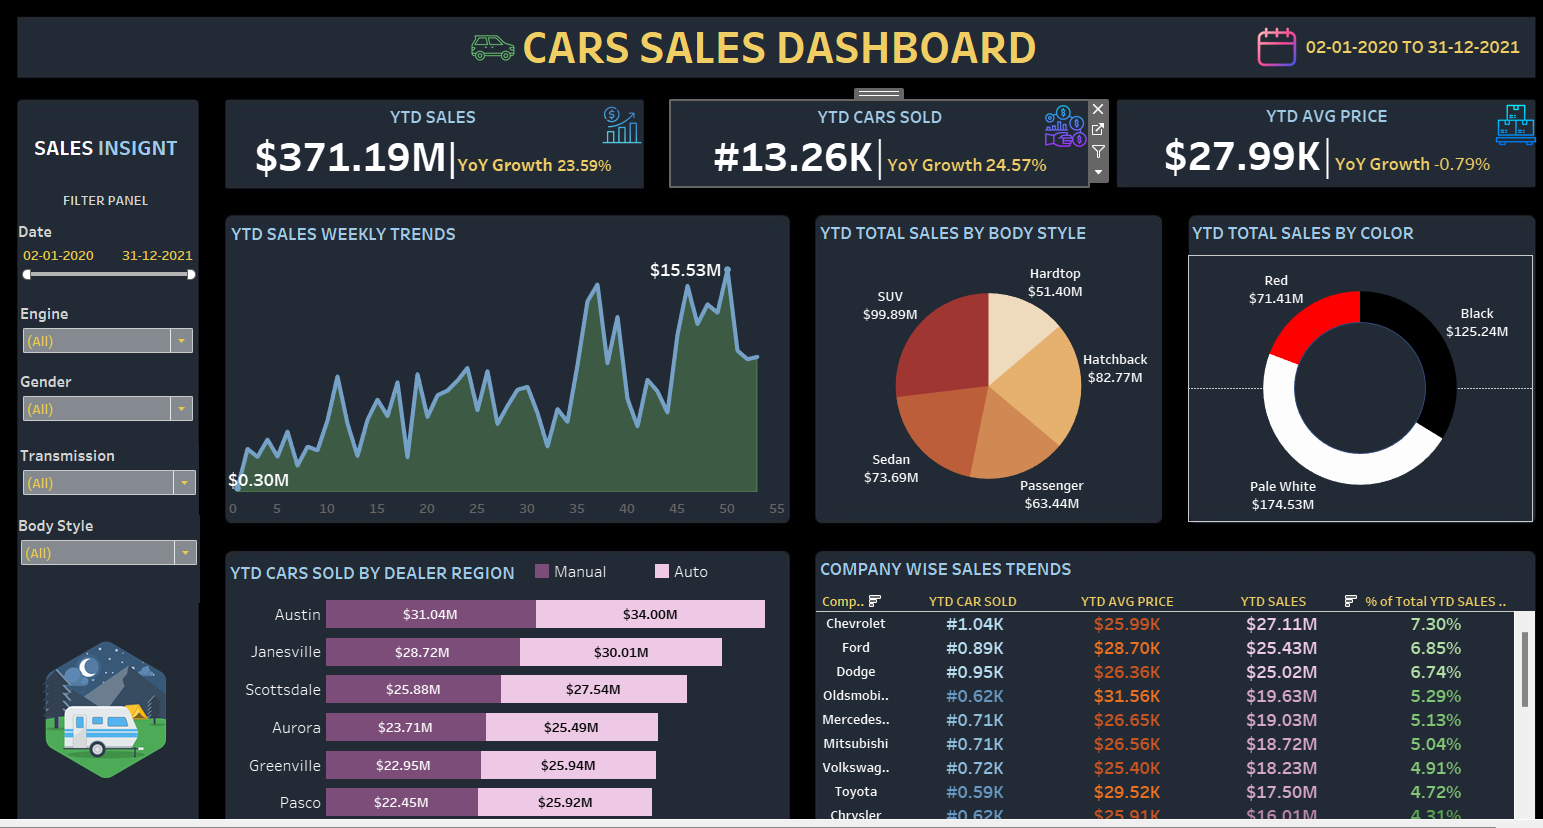 CARS SALES DASHBOARD
02-01-2020 TO 31-12-2021
SALES INSIGNT
FILTER PANEL
Date
02-01-2020 31-12-2021
Engine
(All)
Gender
(All)
Transmission
(All)
Body Style
(All)
YTD SALES
$371.19M YoY Growth 23.59%
YTD CARS SOLD
#13.26K YoY Growth 24.57%
YTD AVG PRICE
$27.99K YoY Growth -0.79%
YTD SALES WEEKLY TRENDS
$15.53M
$0.30M
0 5 10 15 20 25 30 35 40 45 50 55
YTD TOTAL SALES BY BODY STYLE
Hardtop
$51.40M
SUV
$99.89M
Hatchback
$82.77M
Sedan
$73.69M
Passenger
$63.44M
YTD TOTAL SALES BY COLOR
Red
$71.41M
Black
$125.24M
Pale White
$174.53M
YTD CARS SOLD BY DEALER REGION Manual Auto
Austin $31.04M $34.00M
Janesville $28.72M $30.01M
Scottsdale $25.88M $27.54M
Aurora $23.71M $25.49M
Greenville $22.95M $25.94M
Pasco $22.45M $25.92M
COMPANY WISE SALES TRENDS
Comp.. YTD CAR SOLD YTD AVG PRICE YTD SALES % of Total YTD SALES ..
Chevrolet #1.04K $25.99K $27.11M 7.30%
Ford #0.89K $28.70K $25.43M 6.85%
Dodge #0.95K $26.36K $25.02M 6.74%
Oldsmobi.. #0.62K $31.56K $19.63M 5.29%
Mercedes.. #0.71K $26.65K $19.03M 5.13%
Mitsubishi #0.71K $26.56K $18.72M 5.04%
Volkswag.. #0.72K $25.40K $18.23M 4.91%
Toyota #0.59K $29.52K $17.50M 4.72%
Chrysler #0.62K $25.91K $16.01M 4.31%